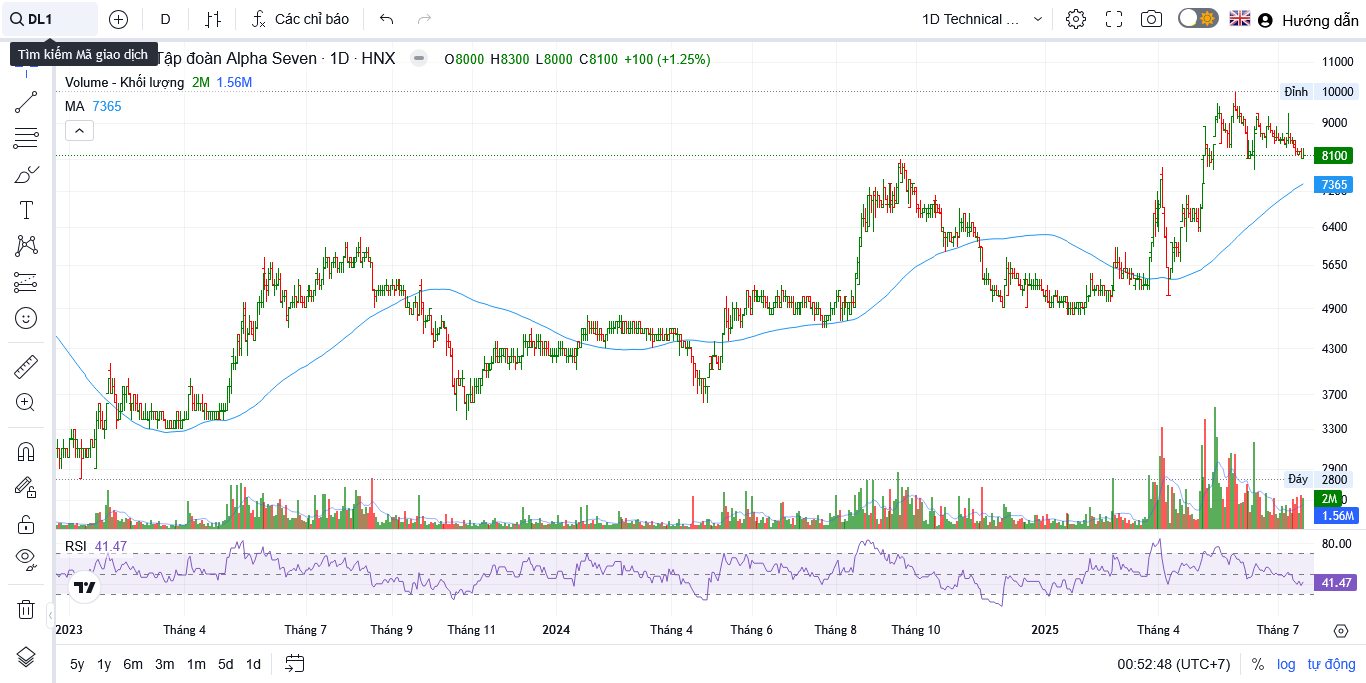 DL1
D
Các chỉ báo
1D Technical ...
Hướng dẫn
Tìm kiếm Mã giao dịch
Tập đoàn Alpha Seven · 1D · HNX
O8000 H8300 L8000 C8100 +100 (+1.25%)
Volume - Khối lượng 2M 1.56M
MA 7365
11000
Đỉnh 10000
9000
8100
7365
6400
5650
4900
4300
3700
3300
2900
Đáy 2800
2M
1.56M
RSI 41.47
80.00
41.47
2023 Tháng 4 Tháng 7 Tháng 9 Tháng 11 2024 Tháng 4 Tháng 6 Tháng 8 Tháng 10 2025 Tháng 4 Tháng 7
5y 1y 6m 3m 1m 5d 1d
00:52:48 (UTC+7) % log tự động